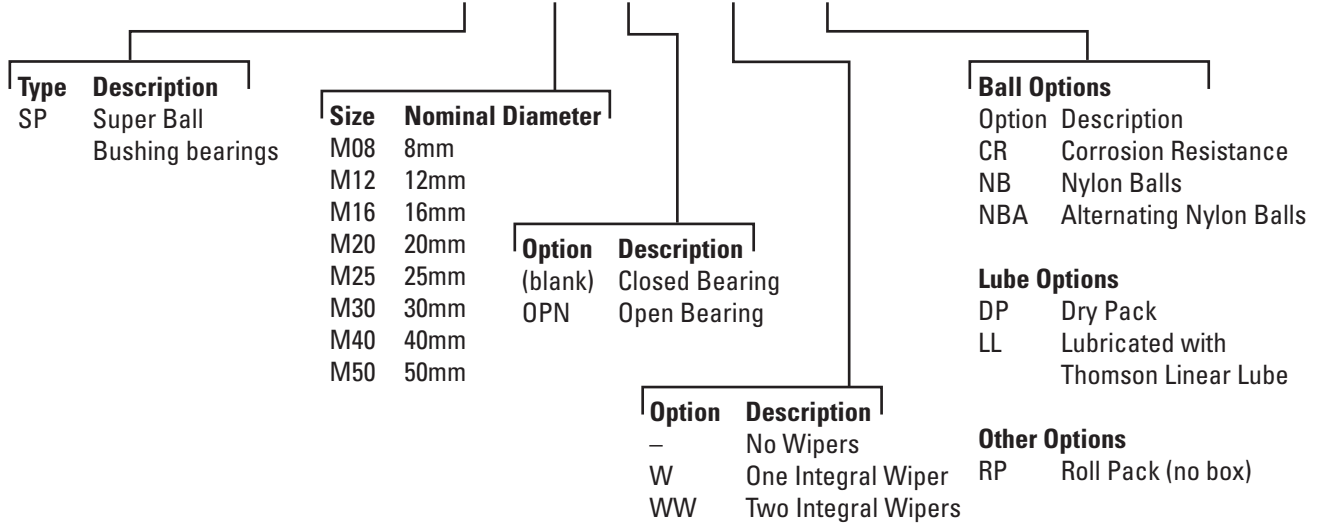 Type Description
SP Super Ball
Bushing bearings
Size Nominal Diameter
M08 8mm
M12 12mm
M16 16mm
M20 20mm
M25 25mm
M30 30mm
M40 40mm
M50 50mm
Option Description
(blank) Closed Bearing
OPN Open Bearing
Option Description
– No Wipers
W One Integral Wiper
WW Two Integral Wipers
Ball Options
Option Description
CR Corrosion Resistance
NB Nylon Balls
NBA Alternating Nylon Balls
Lube Options
DP Dry Pack
LL Lubricated with
Thomson Linear Lube
Other Options
RP Roll Pack (no box)